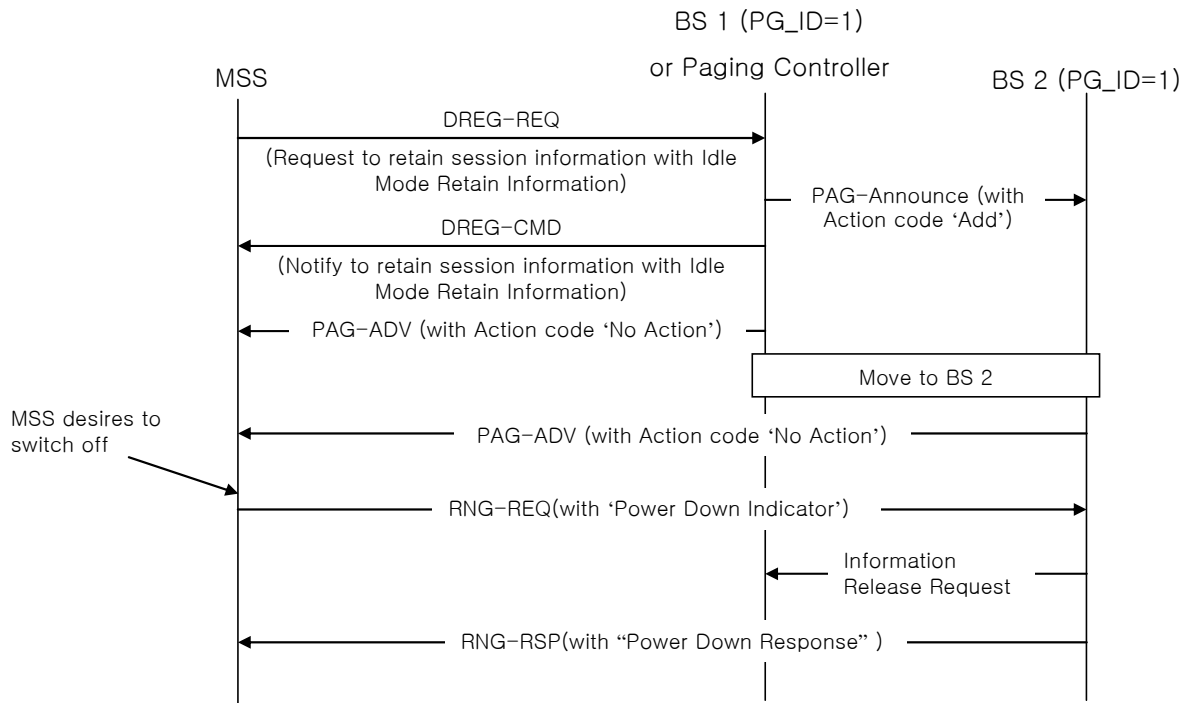 BS 1 (PG_ID=1)
or Paging Controller
MSS
BS 2 (PG_ID=1)
DREG-REQ
(Request to retain session information with Idle
Mode Retain Information)
PAG-Announce (with
Action code ‘Add’)
DREG-CMD
(Notify to retain session information with Idle
Mode Retain Information)
PAG-ADV (with Action code ‘No Action’)
Move to BS 2
MSS desires to
switch off
PAG-ADV (with Action code ‘No Action’)
RNG-REQ(with ‘Power Down Indicator’)
Information
Release Request
RNG-RSP(with “Power Down Response” )